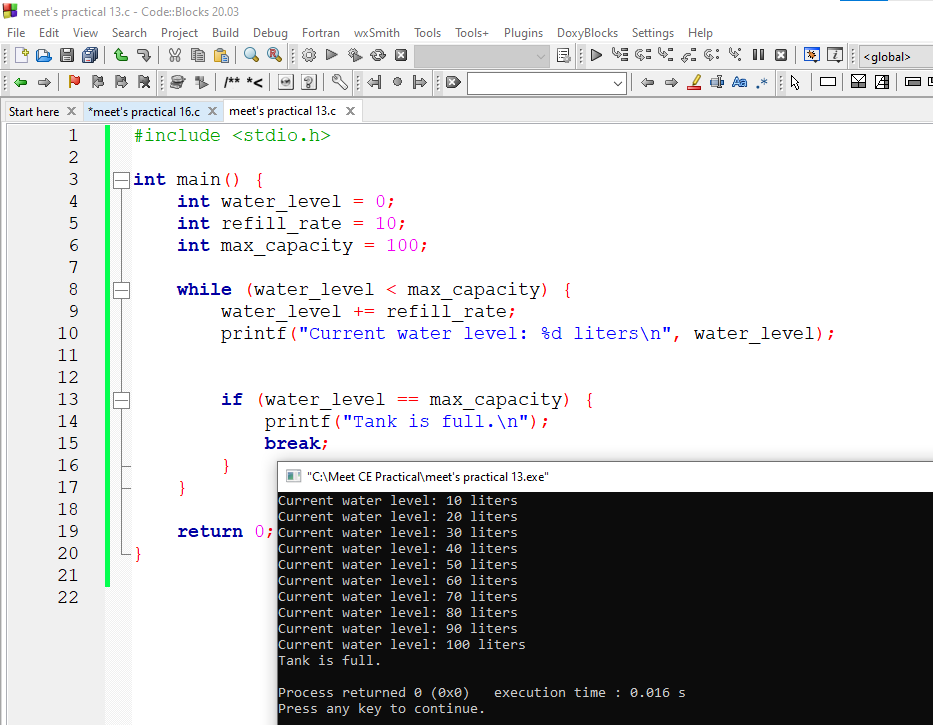 meet's practical 13.c - Code::Blocks 20.03
File Edit View Search Project Build Debug Fortran wxSmith Tools Tools+ Plugins DoxyBlocks Settings Help
<global>
/** *<
Aa .*
Start here *meet's practical 16.c meet's practical 13.c
1 #include <stdio.h>
2
3 int main() {
4 int water_level = 0;
5 int refill_rate = 10;
6 int max_capacity = 100;
7
8 while (water_level < max_capacity) {
9 water_level += refill_rate;
10 printf("Current water level: %d liters\n", water_level);
11
12
13 if (water_level == max_capacity) {
14 printf("Tank is full.\n");
15 break;
16 }
17 }
18
19 return 0;
20 }
21
22
"C:\Meet CE Practical\meet's practical 13.exe"
Current water level: 10 liters
Current water level: 20 liters
Current water level: 30 liters
Current water level: 40 liters
Current water level: 50 liters
Current water level: 60 liters
Current water level: 70 liters
Current water level: 80 liters
Current water level: 90 liters
Current water level: 100 liters
Tank is full.
Process returned 0 (0x0) execution time : 0.016 s
Press any key to continue.